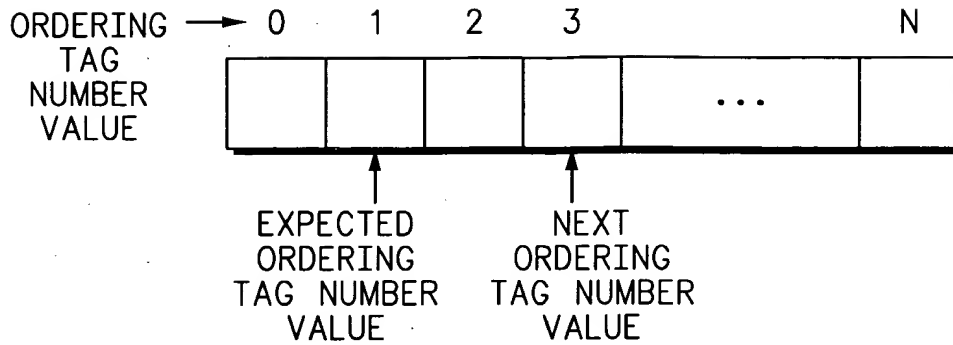 ORDERING → 0 1 2 3 N
TAG
NUMBER
VALUE
...
EXPECTED
ORDERING
TAG NUMBER
VALUE
NEXT
ORDERING
TAG NUMBER
VALUE